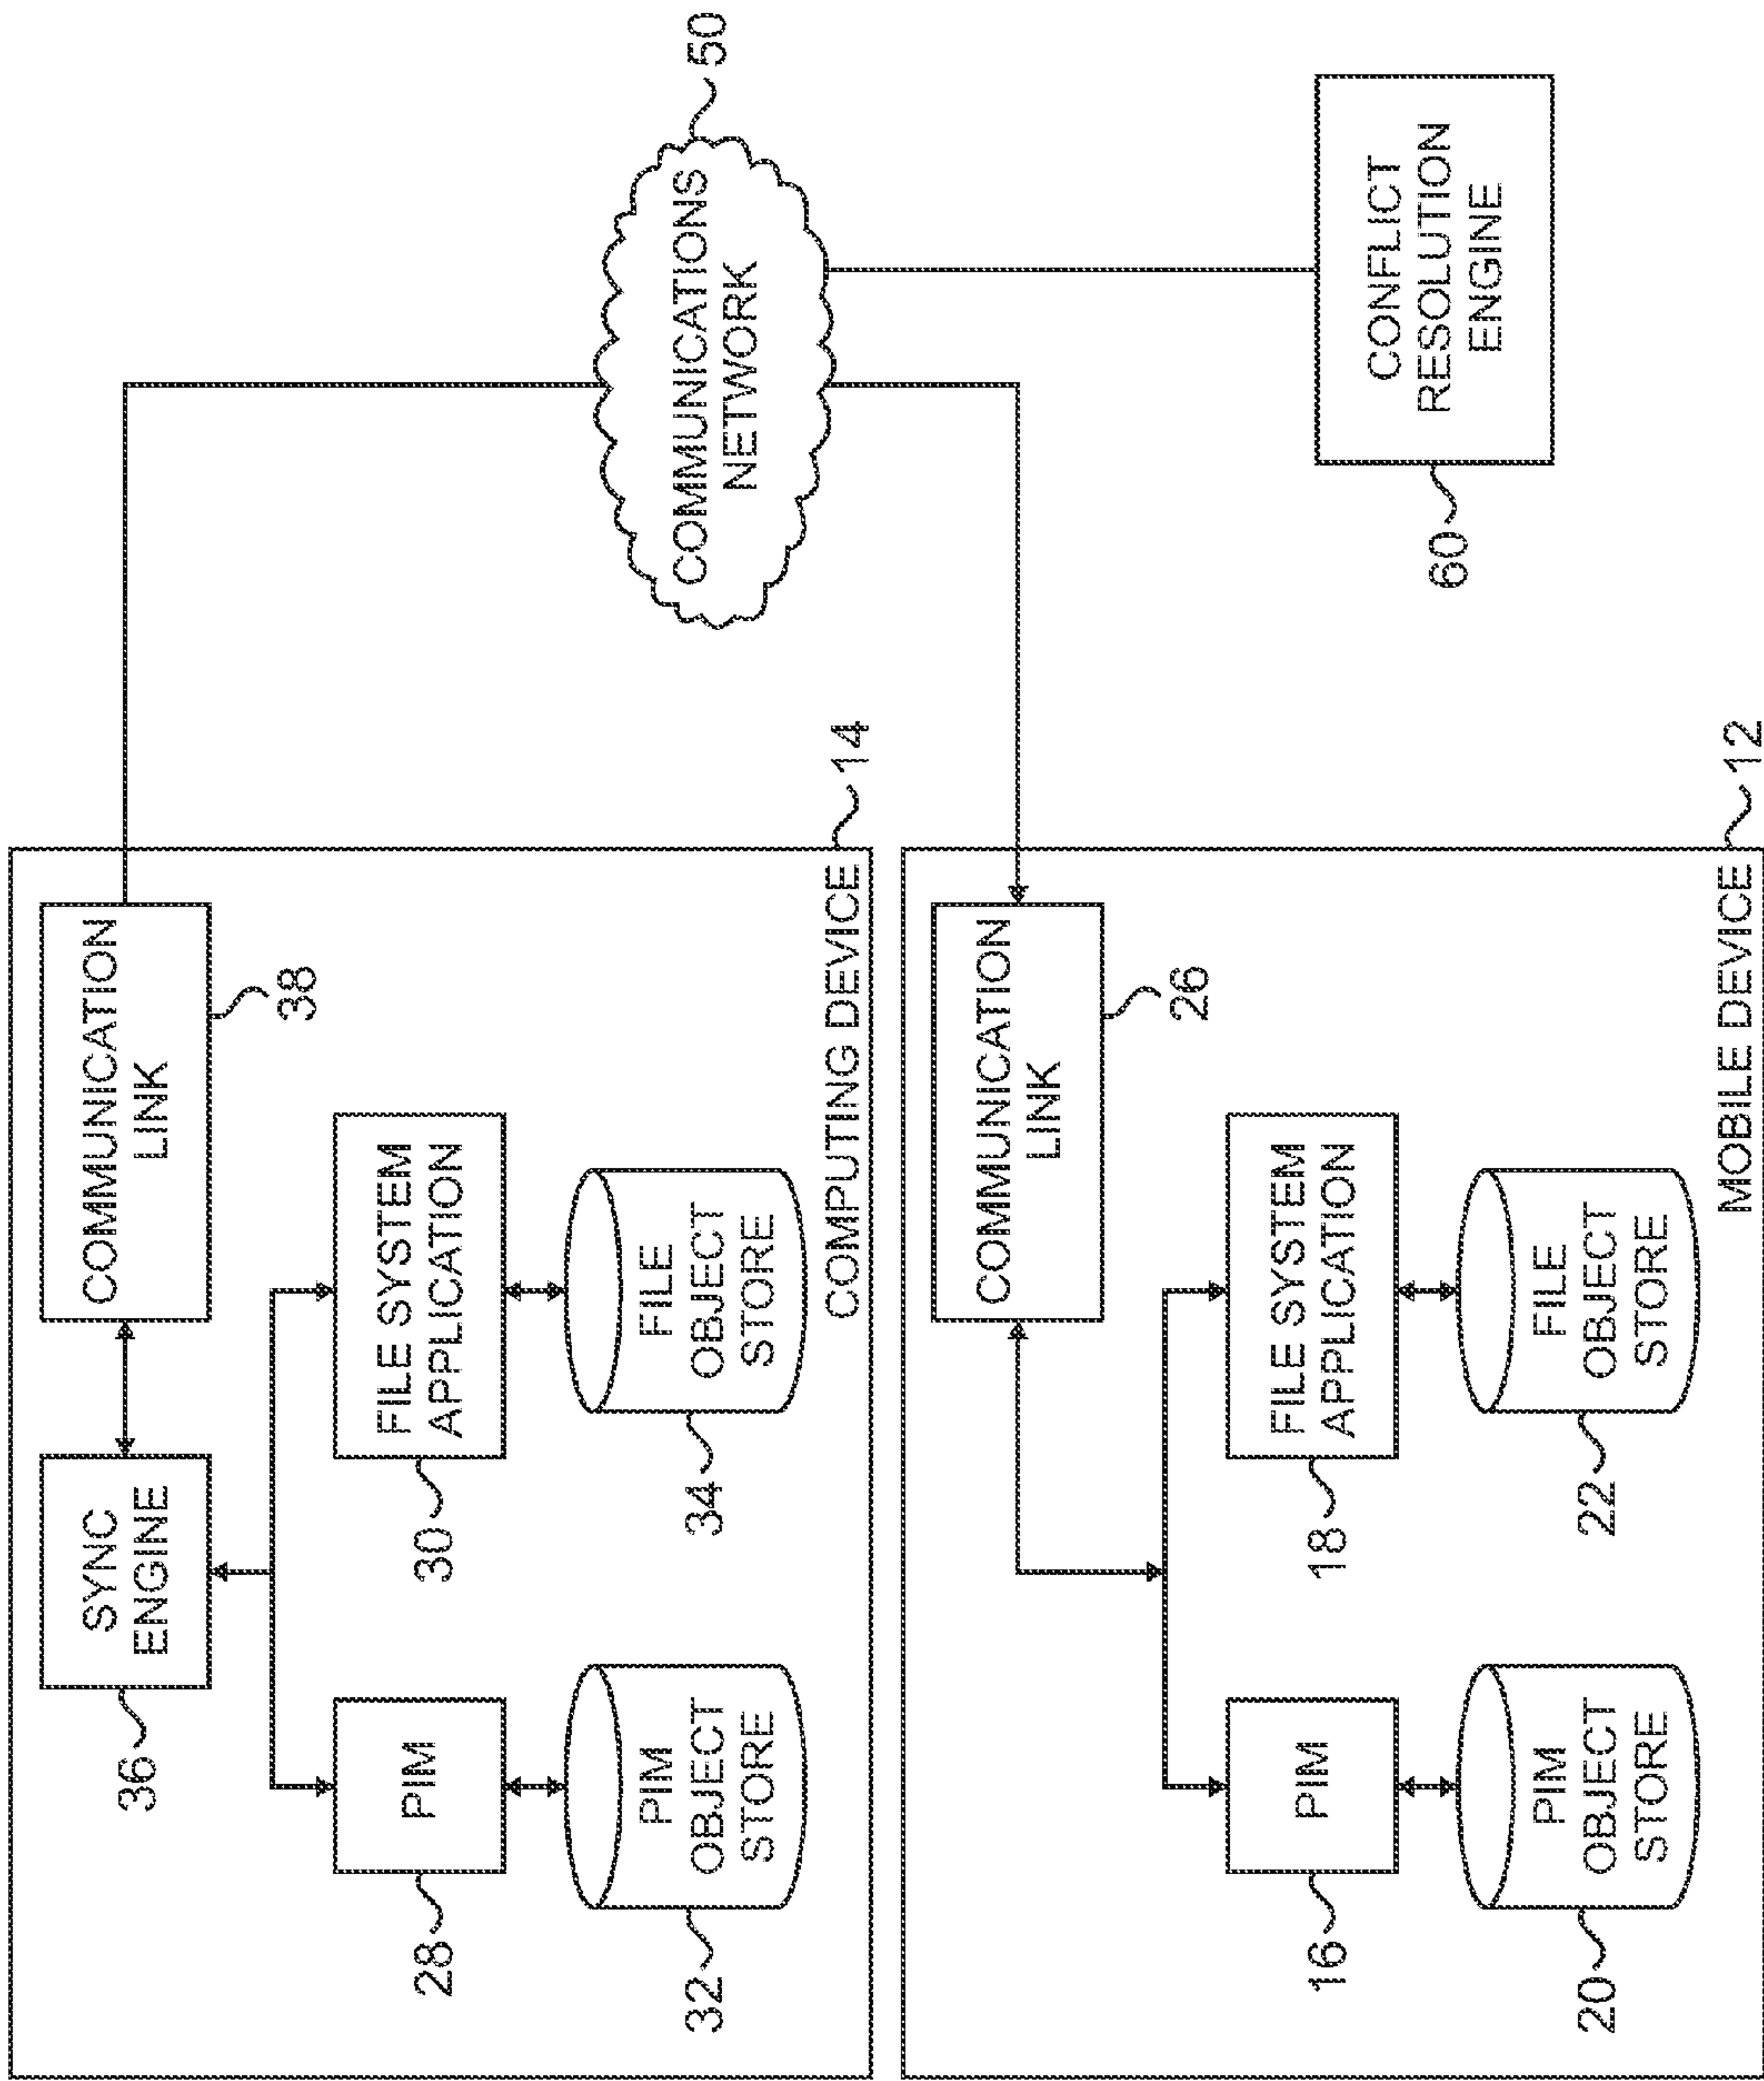 36
SYNC
ENGINE
COMMUNICATION
LINK
38
28
PIM
30
FILE SYSTEM
APPLICATION
32
PIM
OBJECT
STORE
34
FILE
OBJECT
STORE
COMPUTING DEVICE
14
COMMUNICATIONS
NETWORK
50
COMMUNICATION
LINK
26
16
PIM
18
FILE SYSTEM
APPLICATION
20
PIM
OBJECT
STORE
22
FILE
OBJECT
STORE
MOBILE DEVICE
12
60
CONFLICT
RESOLUTION
ENGINE